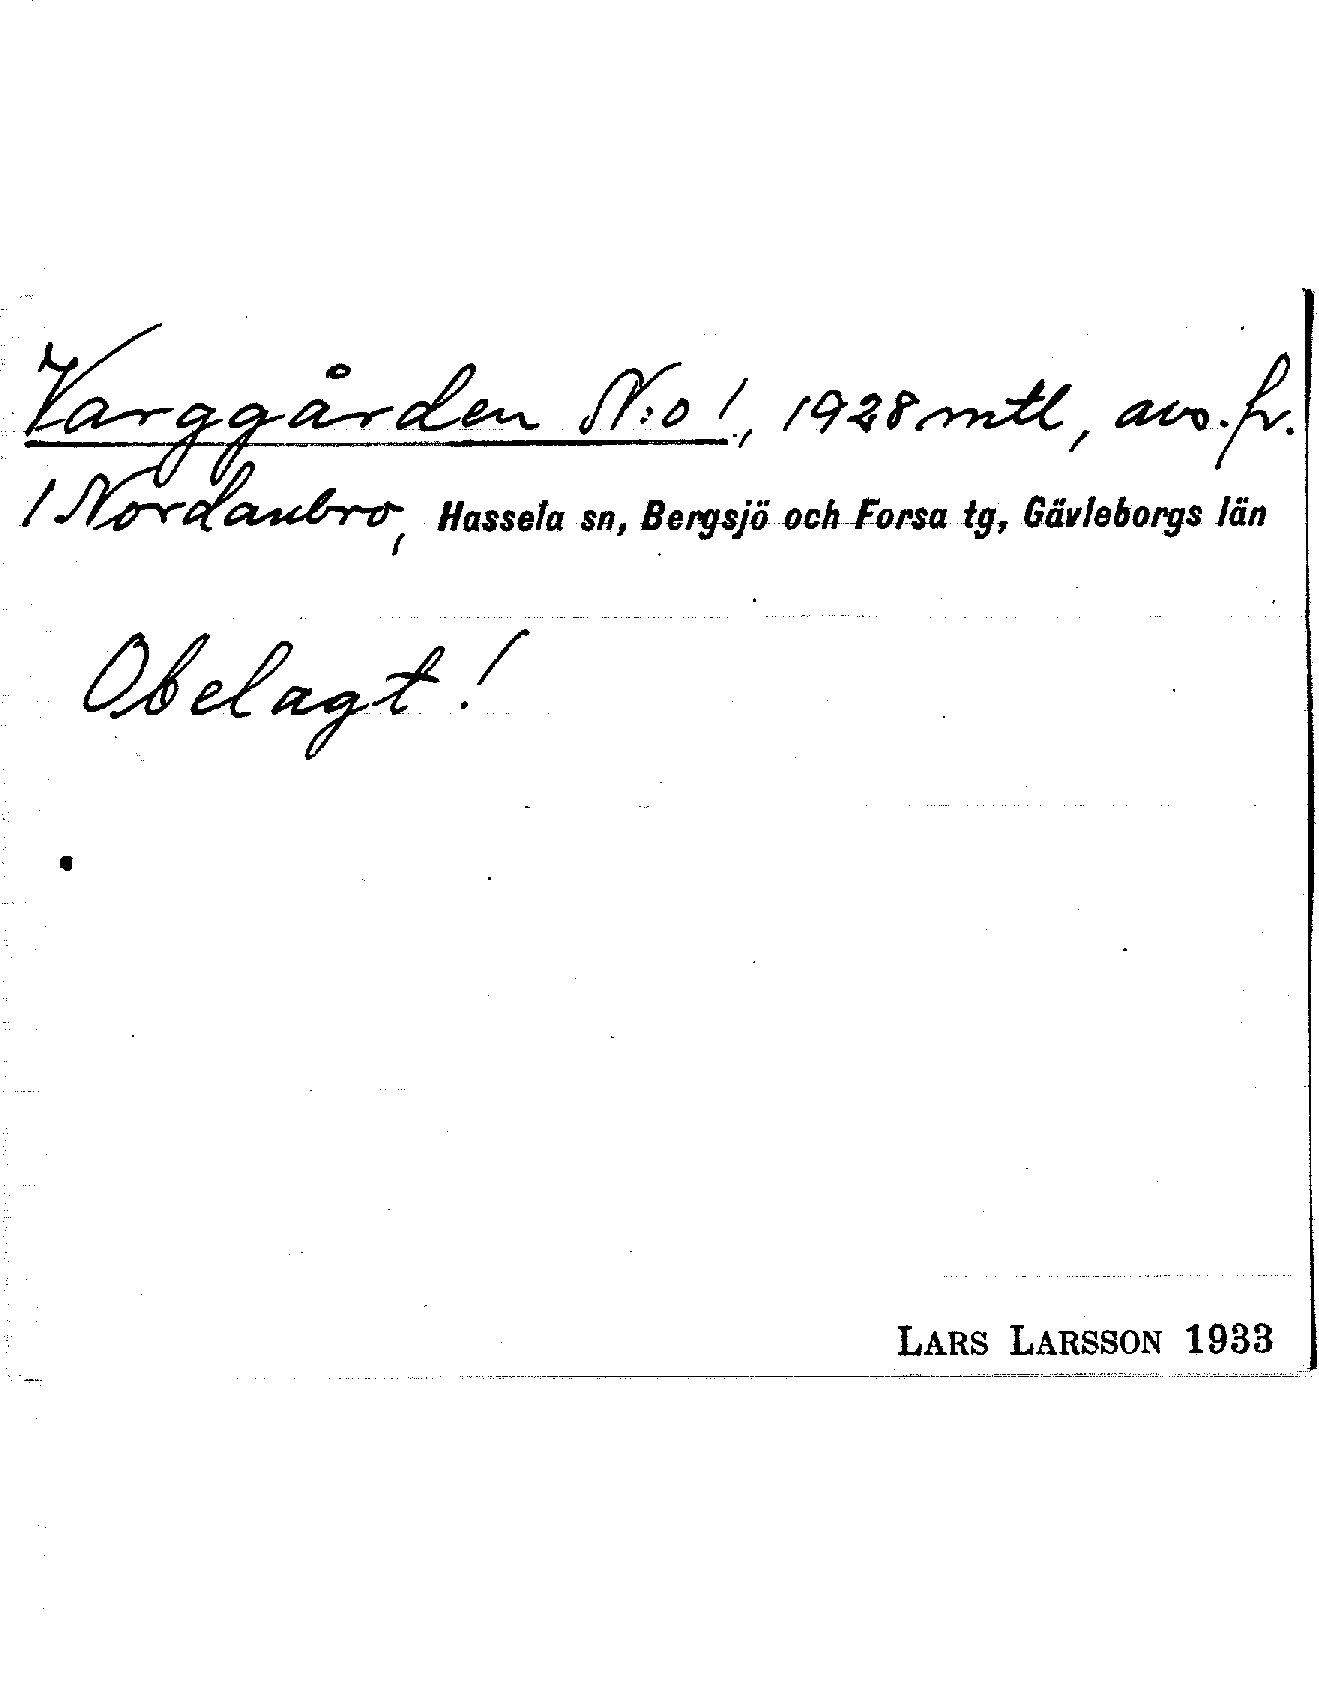 Varggården N:o 1, 1928 mtl, avs. fr.
1 Nordanbro, Hassela sn, Bergsjö och Forsa tg, Gävleborgs län
Obelagt!
LARS LARSSON 1933